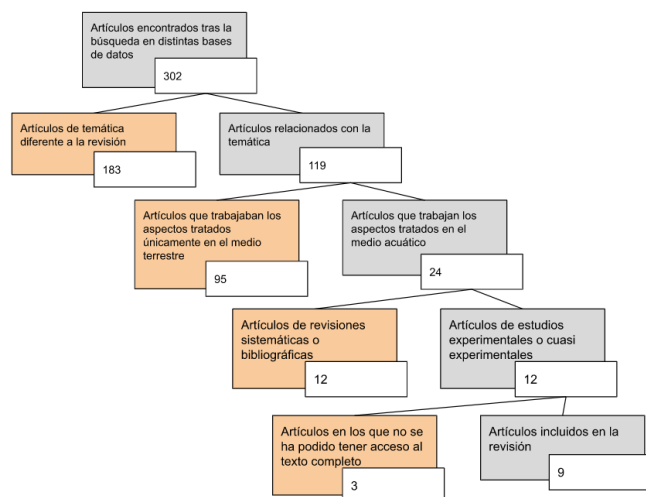 Artículos encontrados tras la
búsqueda en distintas bases
de datos
302
Artículos de temática
diferente a la revisión
183
Artículos relacionados con la
temática
119
Artículos que trabajaban los
aspectos tratados
únicamente en el medio
terrestre
95
Artículos que trabajan los
aspectos tratados en el
medio acuático
24
Artículos de revisiones
sistemáticas o
bibliográficas
12
Artículos de estudios
experimentales o cuasi
experimentales
12
Artículos en los que no se
ha podido tener acceso al
texto completo
3
Artículos incluidos en la
revisión
9